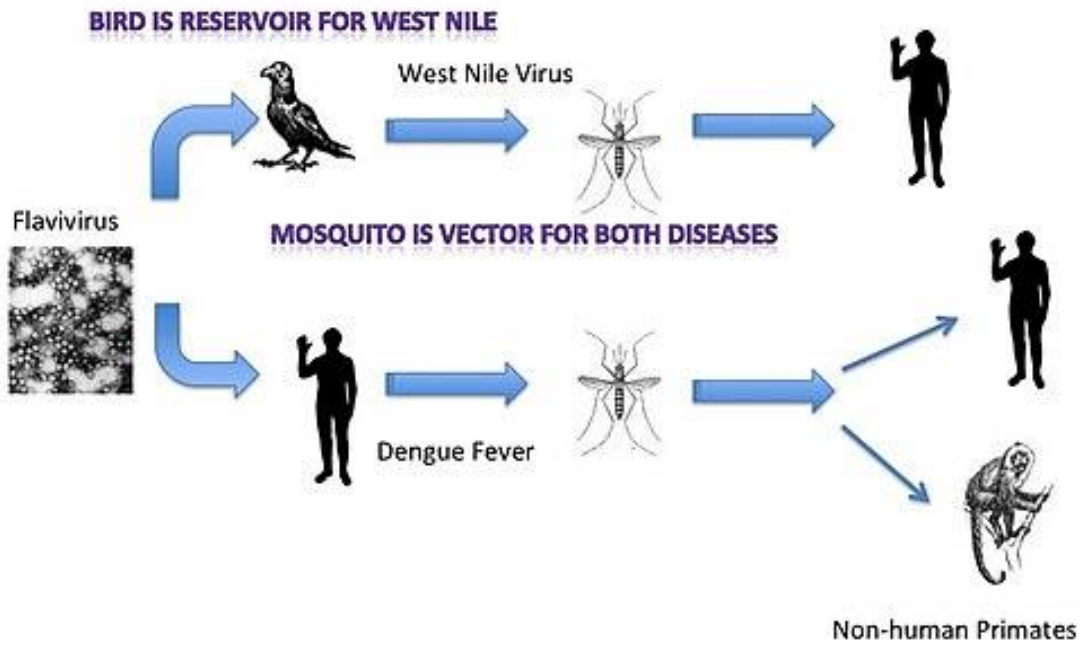 BIRD IS RESERVOIR FOR WEST NILE
West Nile Virus
Flavivirus
MOSQUITO IS VECTOR FOR BOTH DISEASES
Dengue Fever
Non-human Primates